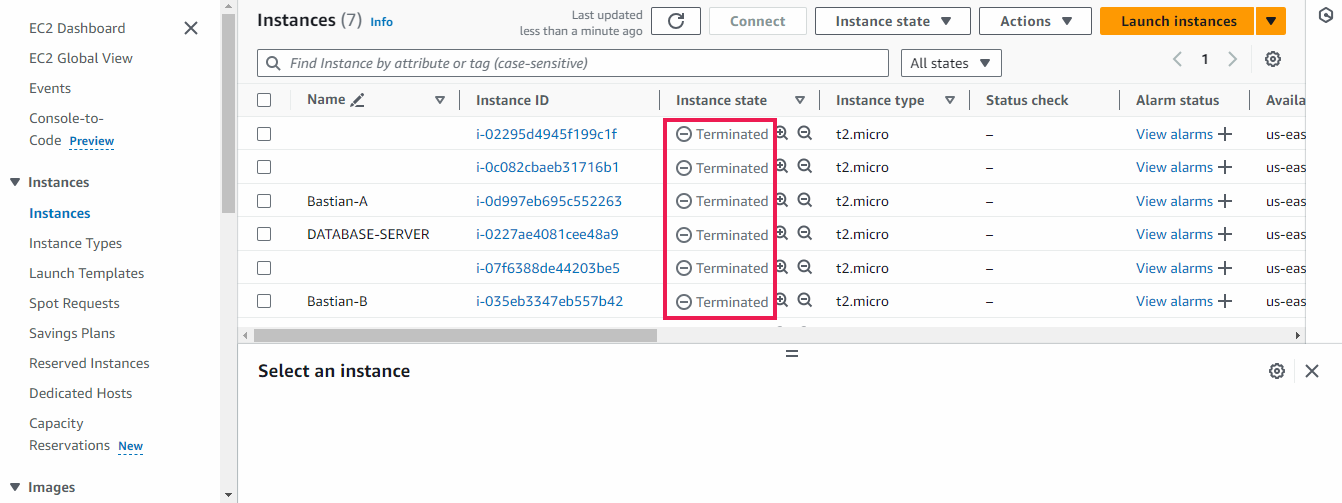 EC2 Dashboard
EC2 Global View
Events
Console-to-
Code Preview
Instances
Instances
Instance Types
Launch Templates
Spot Requests
Savings Plans
Reserved Instances
Dedicated Hosts
Capacity
Reservations New
Images
Instances (7) Info
Last updated
less than a minute ago
Connect
Instance state
Actions
Launch instances
Find Instance by attribute or tag (case-sensitive)
All states
1
Name Instance ID Instance state Instance type Status check Alarm status Availa
i-02295d4945f199c1f Terminated t2.micro – View alarms + us-eas
i-0c082cbaeb31716b1 Terminated t2.micro – View alarms + us-eas
Bastian-A i-0d997eb695c552263 Terminated t2.micro – View alarms + us-eas
DATABASE-SERVER i-0227ae4081cee48a9 Terminated t2.micro – View alarms + us-eas
i-07f6388de44203be5 Terminated t2.micro – View alarms + us-eas
Bastian-B i-035eb3347eb557b42 Terminated t2.micro – View alarms + us-eas
Select an instance